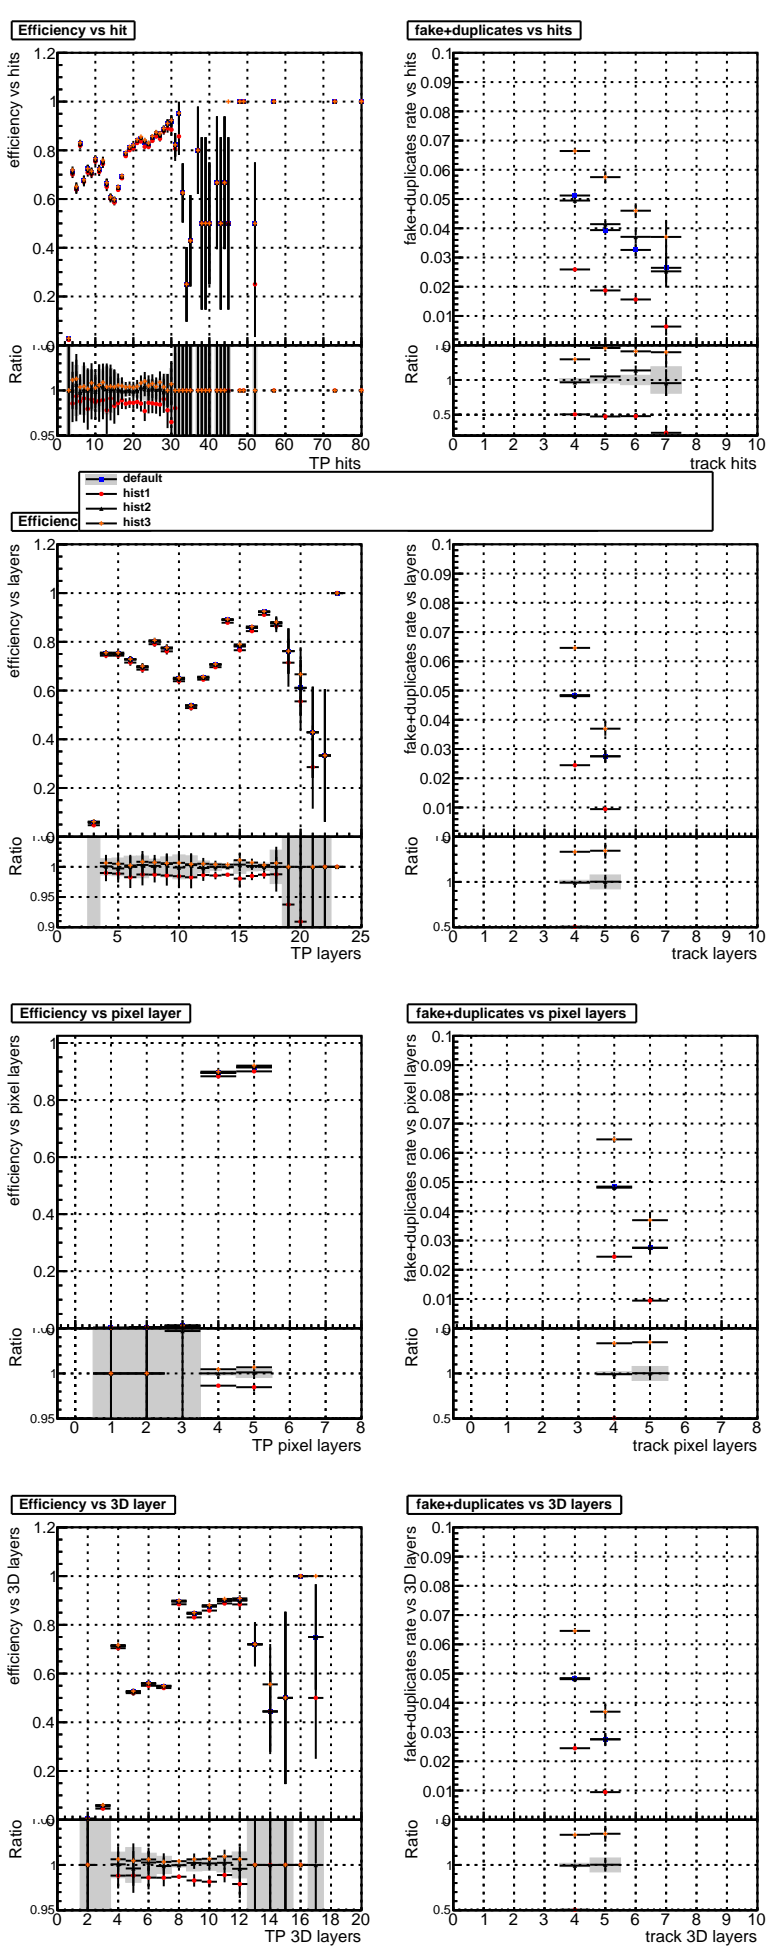 Efficiency vs hit
fake+duplicates vs hits
efficiency vs hits
1.2
1
0.8
0.6
0.4
0.2
Ratio
1
0.95
0 10 20 30 40 50 60 70 80
TP hits
fake+duplicates rate vs hits
0.1
0.09
0.08
0.07
0.06
0.05
0.04
0.03
0.02
0.01
0
Ratio
1
0.5
0 1 2 3 4 5 6 7 8 9 10
track hits
default
hist1
hist2
hist3
Efficienc
efficiency vs layers
1.2
1
0.8
0.6
0.4
0.2
Ratio
1
0.95
0.9
0 5 10 15 20 25
TP layers
fake+duplicates rate vs layers
0.1
0.09
0.08
0.07
0.06
0.05
0.04
0.03
0.02
0.01
0
Ratio
1
0.5
0 1 2 3 4 5 6 7 8 9 10
track layers
Efficiency vs pixel layer
fake+duplicates vs pixel layers
efficiency vs pixel layers
1
0.8
0.6
0.4
0.2
Ratio
1
0.95
0 1 2 3 4 5 6 7 8
TP pixel layers
fake+duplicates rate vs pixel layers
0.1
0.09
0.08
0.07
0.06
0.05
0.04
0.03
0.02
0.01
0
Ratio
1
0.5
0 1 2 3 4 5 6 7 8
track pixel layers
Efficiency vs 3D layer
fake+duplicates vs 3D layers
efficiency vs 3D layers
1.2
1
0.8
0.6
0.4
0.2
Ratio
1
0.95
0 2 4 6 8 10 12 14 16 18 20
TP 3D layers
fake+duplicates rate vs 3D layers
0.1
0.09
0.08
0.07
0.06
0.05
0.04
0.03
0.02
0.01
0
Ratio
1
0.5
0 1 2 3 4 5 6 7 8 9 10
track 3D layers